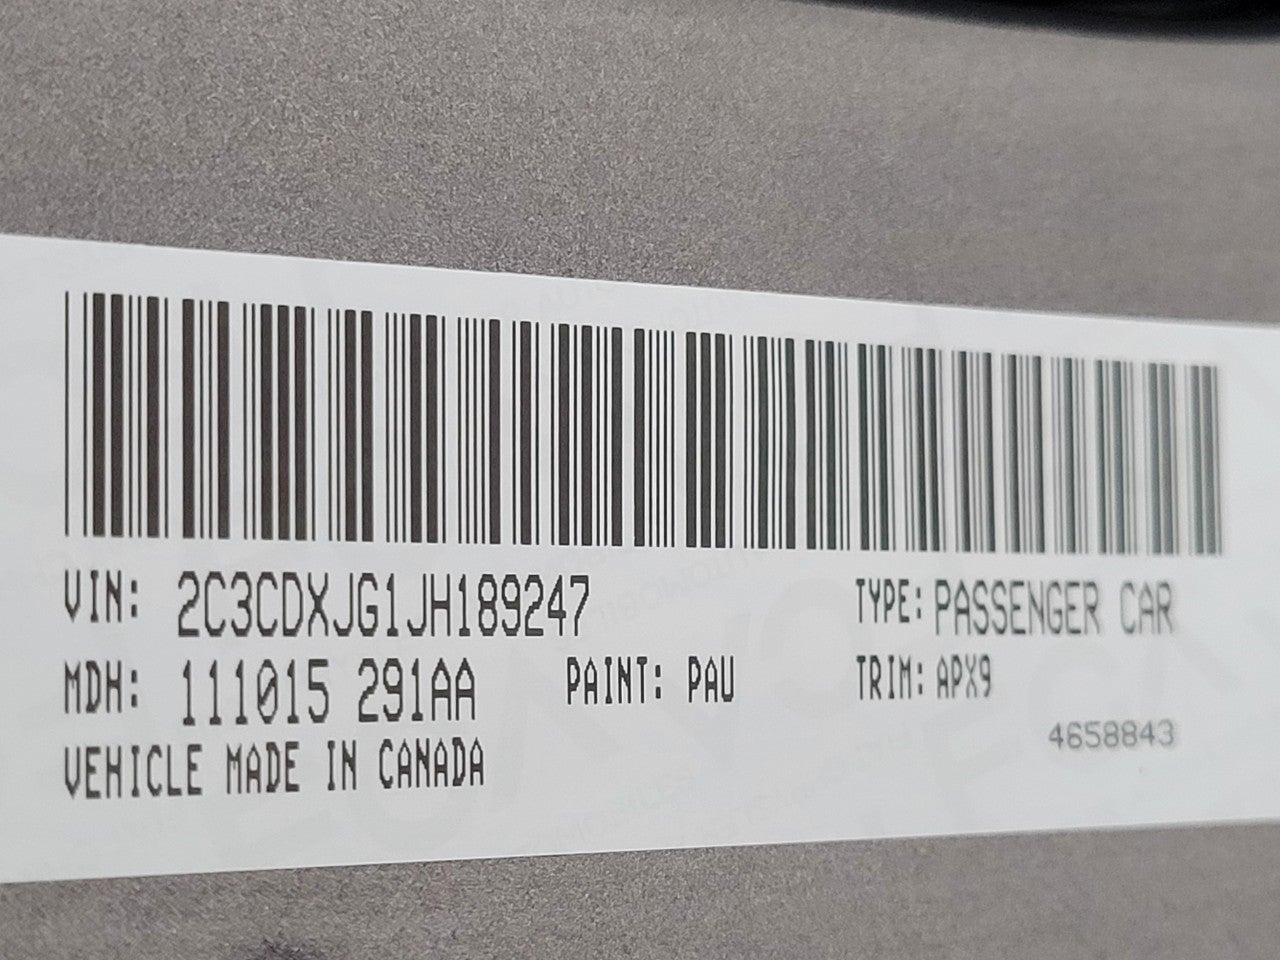 VIN: 2C3CDXJG1JH189247 TYPE: PASSENGER CAR
MDH: 111015 291AA PAINT: PAU TRIM: APX9
4658843
VEHICLE MADE IN CANADA